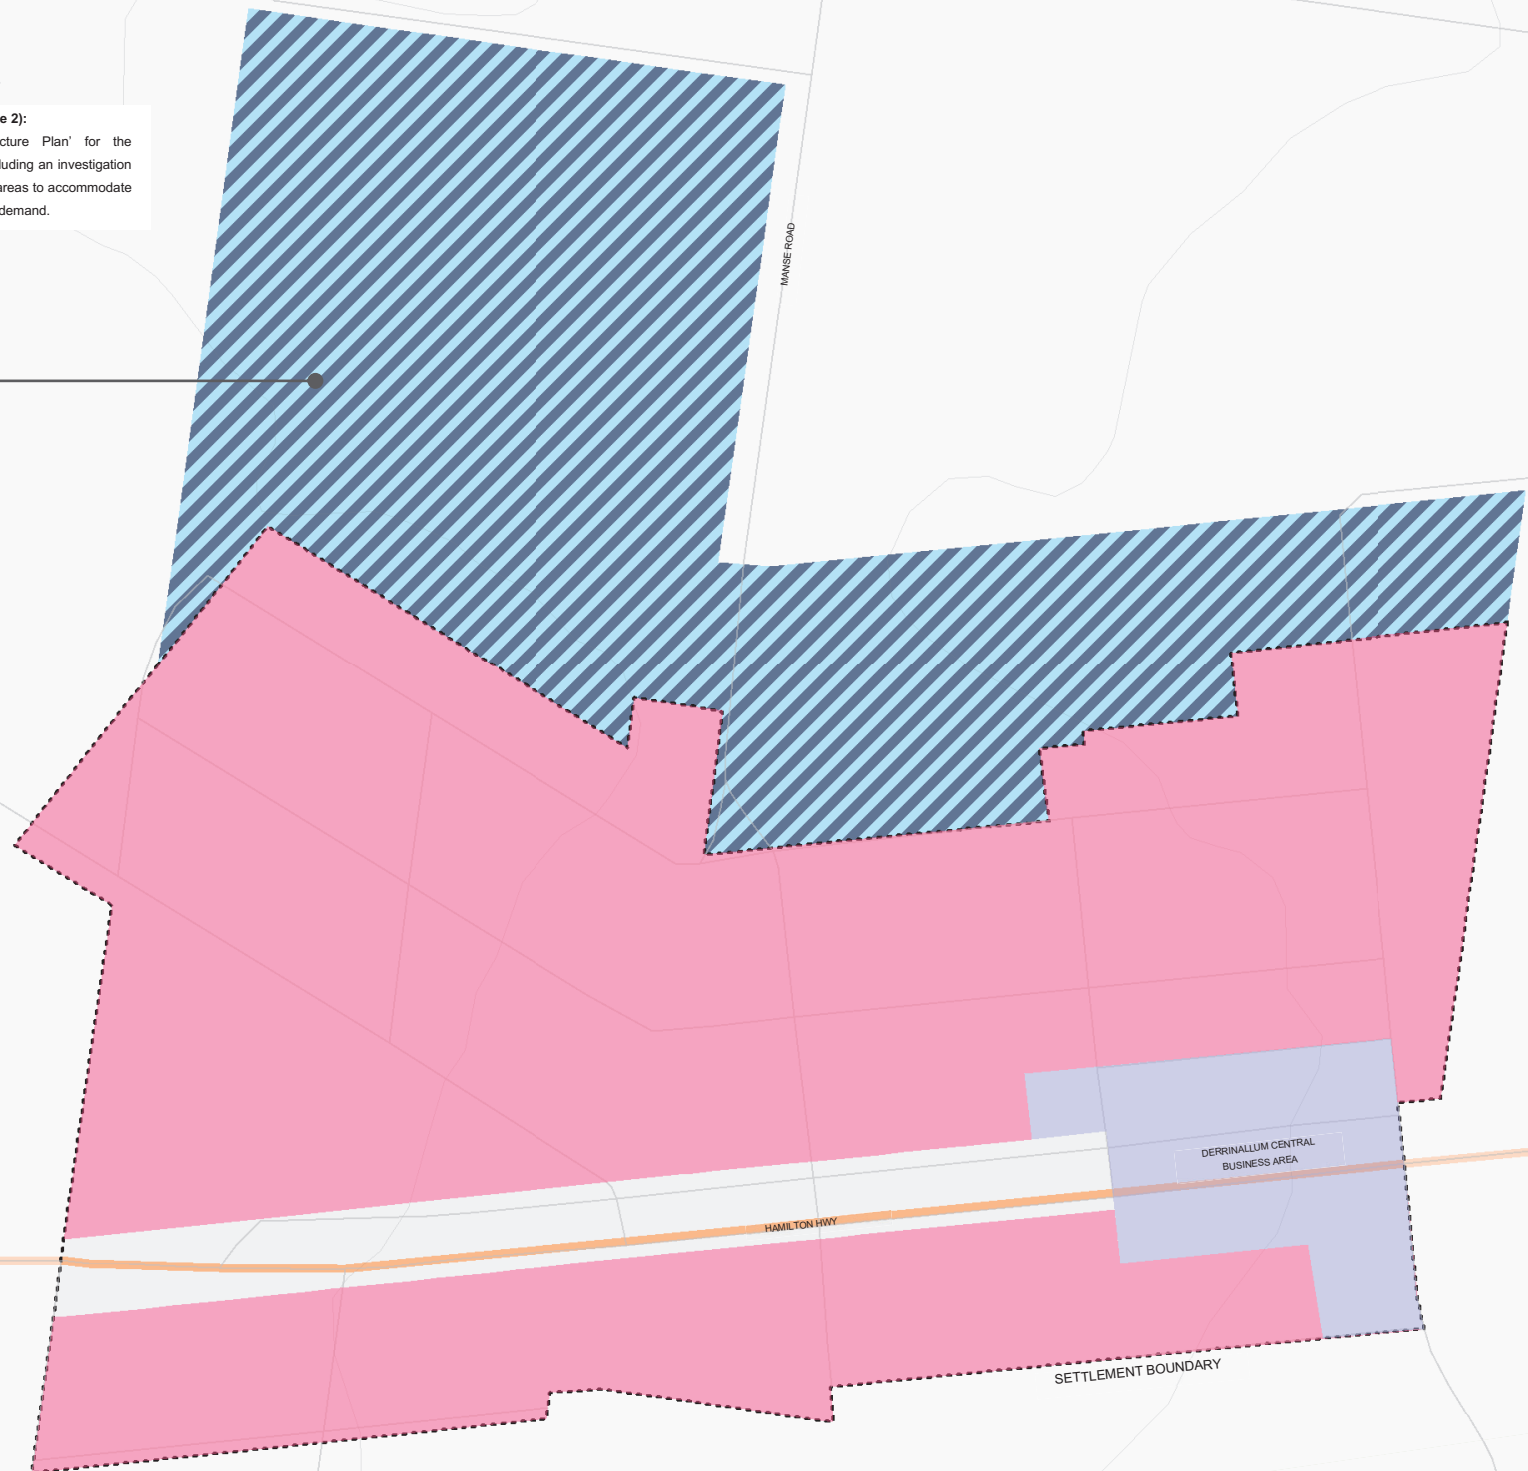 e 2):
cture Plan' for the
luding an investigation
areas to accommodate
demand.
MANSE ROAD
DERRINALLUM CENTRAL
BUSINESS AREA
HAMILTON HWY
SETTLEMENT BOUNDARY